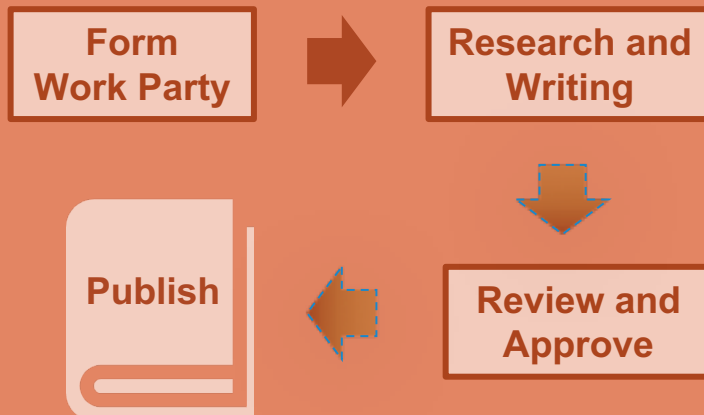 Form
Work Party
Research and
Writing
Review and
Approve
Publish